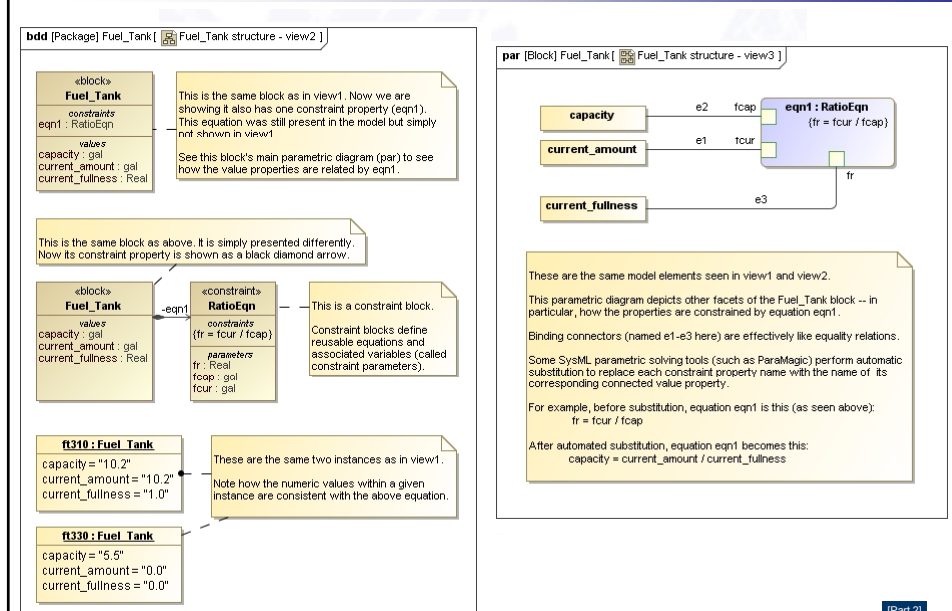 bdd [Package] Fuel_Tank [ Fuel_Tank structure - view2 ]
«block»
Fuel_Tank
constraints
eqn1 : RatioEqn
values
capacity : gal
current_amount : gal
current_fullness : Real
This is the same block as in view1. Now we are
showing it also has one constraint property (eqn1).
This equation was still present in the model but simply
not shown in view1
See this block's main parametric diagram (par) to see
how the value properties are related by eqn1.
This is the same block as above. It is simply presented differently.
Now its constraint property is shown as a black diamond arrow.
«block»
Fuel_Tank
values
capacity : gal
current_amount : gal
current_fullness : Real
-eqn1
«constraint»
RatioEqn
constraints
{fr = fcur / fcap}
parameters
fr : Real
fcap : gal
fcur : gal
This is a constraint block.
Constraint blocks define
reusable equations and
associated variables (called
constraint parameters).
ft310 : Fuel_Tank
capacity = "10.2"
current_amount = "10.2"
current_fullness = "1.0"
These are the same two instances as in view1.
Note how the numeric values within a given
instance are consistent with the above equation.
ft330 : Fuel_Tank
capacity = "5.5"
current_amount = "0.0"
current_fullness = "0.0"
par [Block] Fuel_Tank [ Fuel_Tank structure - view3 ]
capacity
e2
fcap
eqn1 : RatioEqn
{fr = fcur / fcap}
current_amount
e1
fcur
fr
current_fullness
e3
These are the same model elements seen in view1 and view2.
This parametric diagram depicts other facets of the Fuel_Tank block -- in
particular, how the properties are constrained by equation eqn1.
Binding connectors (named e1-e3 here) are effectively like equality relations.
Some SysML parametric solving tools (such as ParaMagic) perform automatic
substitution to replace each constraint property name with the name of its
corresponding connected value property.
For example, before substitution, equation eqn1 is this (as seen above):
fr = fcur / fcap
After automated substitution, equation eqn1 becomes this:
capacity = current_amount / current_fullness
[Part 2]